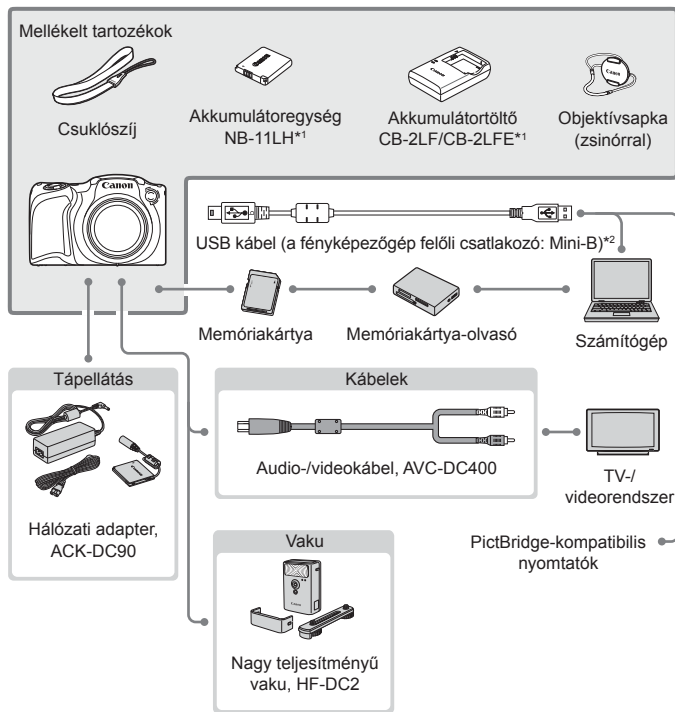 Mellékelt tartozékok
Csuklószíj
Akkumulátoregység
NB-11LH*1
Akkumulátortöltő
CB-2LF/CB-2LFE*1
Objektívsapka
(zsinórral)
Canon
USB kábel (a fényképezőgép felőli csatlakozó: Mini-B)*2
Memóriakártya
Memóriakártya-olvasó
Számítógép
Tápellátás
Hálózati adapter,
ACK-DC90
Kábelek
Audio-/videokábel, AVC-DC400
TV-/
videorendszer
Vaku
Nagy teljesítményű
vaku, HF-DC2
PictBridge-kompatibilis
nyomtatók